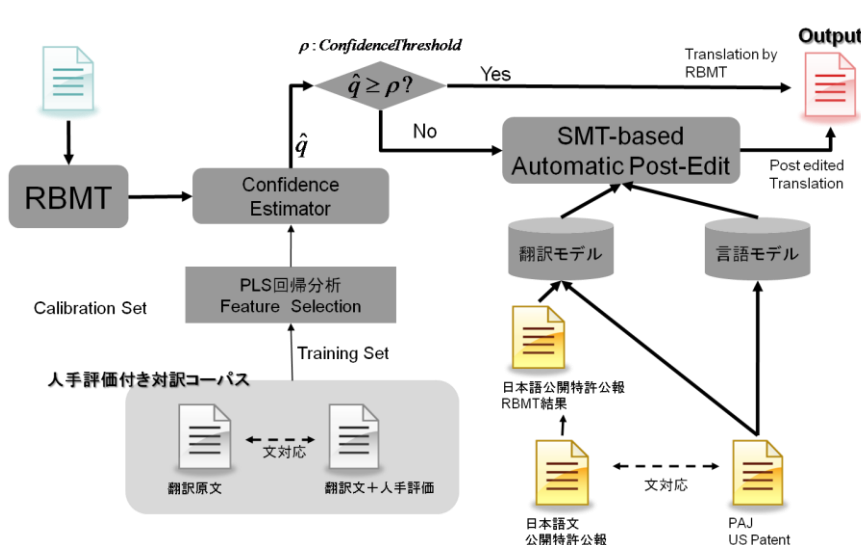 Output
ρ : ConfidenceThreshold
Translation by
RBMT
q̂ ≥ ρ?
Yes
No
q̂
SMT-based
Automatic Post-Edit
Post edited
Translation
RBMT
Confidence
Estimator
翻訳モデル
言語モデル
PLS回帰分析
Feature Selection
Calibration Set
Training Set
人手評価付き対訳コーパス
日本語公開特許公報
RBMT結果
文対応
翻訳原文
翻訳文+人手評価
文対応
日本語文
公開特許公報
PAJ
US Patent